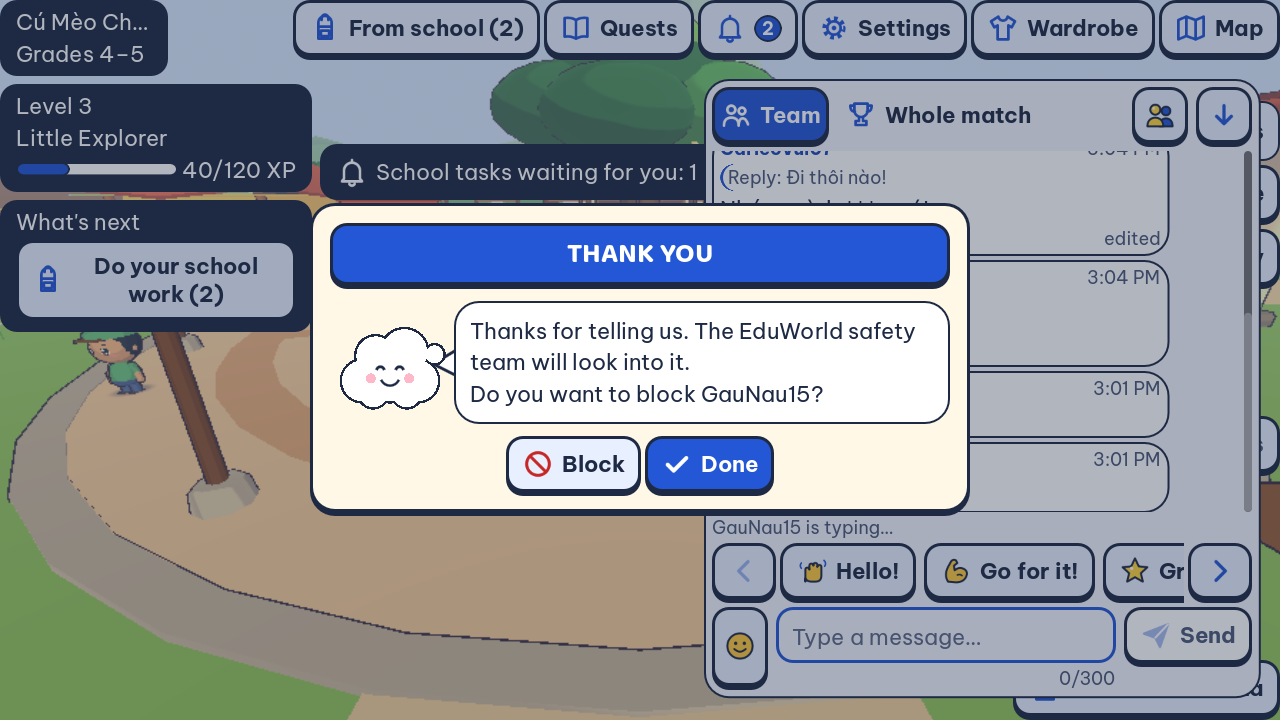 Cú Mèo Ch...
Grades 4–5
From school (2)
Quests
2
Settings
Wardrobe
Map
Level 3
Little Explorer
40/120 XP
School tasks waiting for you: 1
What's next
Do your school
work (2)
Team
Whole match
3:04 PM
Reply: Đi thôi nào!
edited
3:04 PM
3:01 PM
3:01 PM
THANK YOU
Thanks for telling us. The EduWorld safety
team will look into it.
Do you want to block GauNau15?
Block
Done
GauNau15 is typing...
Hello!
Go for it!
Gr
Type a message...
Send
0/300